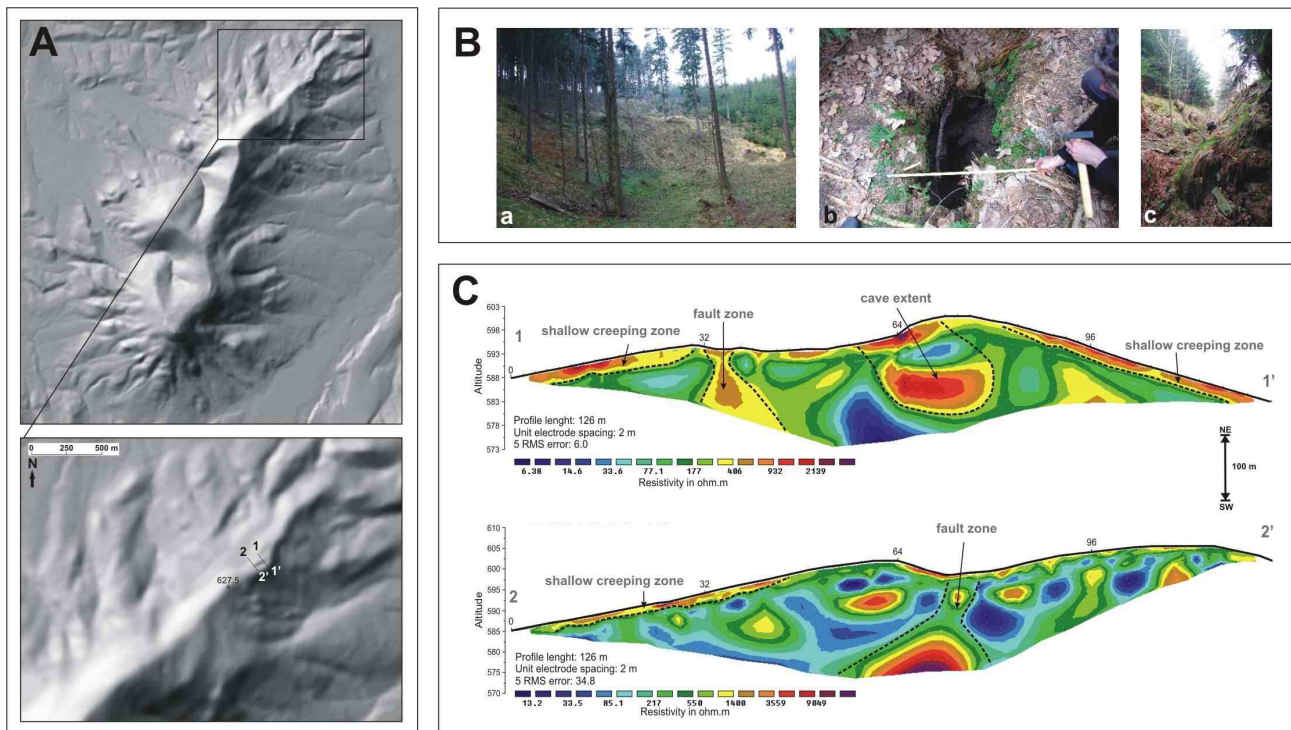 A
0 250 500 m
N
1
2
1'
2'
627,5
B
a
b
c
C
cave extent
fault zone
shallow creeping zone
shallow creeping zone
1
1'
0
32
64
96
Altitude
603
598
593
588
583
578
573
Profile lenght: 126 m
Unit electrode spacing: 2 m
5 RMS error: 6.0
6.38 14.6 33.6 77.1 177 406 932 2139
Resistivity in ohm.m
NE
100 m
SW
fault zone
shallow creeping zone
2
2'
0
32
64
96
Altitude
610
605
600
595
590
585
580
575
570
Profile lenght: 126 m
Unit electrode spacing: 2 m
5 RMS error: 34.8
13.2 33.5 85.1 217 550 1400 3559 9049
Resistivity in ohm.m